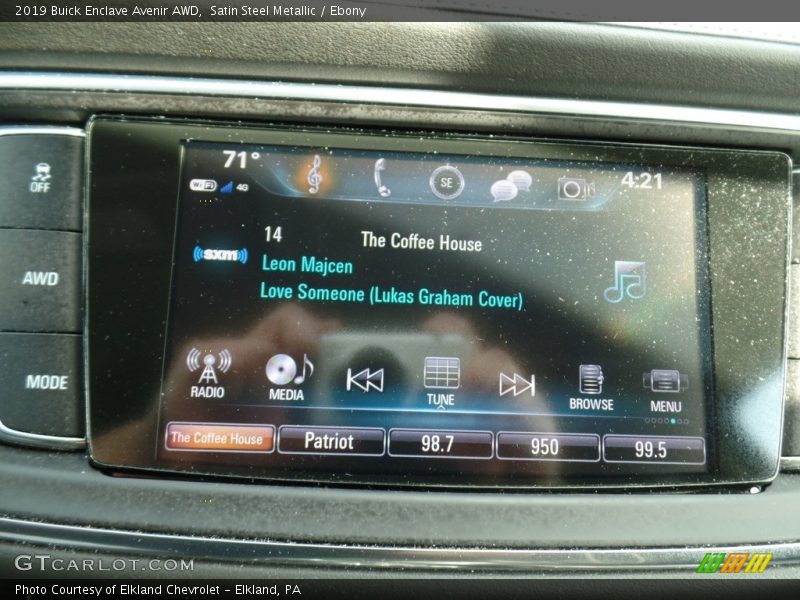 2019 Buick Enclave Avenir AWD,  Satin Steel Metallic / Ebony
71°
SE
4:21
WiFi 4G
OFF
14 The Coffee House
((sxm))
Leon Majcen
Love Someone (Lukas Graham Cover)
AWD
MODE
RADIO
MEDIA
TUNE
BROWSE
MENU
The Coffee House
Patriot
98.7
950
99.5
GTCARLOT.COM
Photo Courtesy of Elkland Chevrolet - Elkland, PA